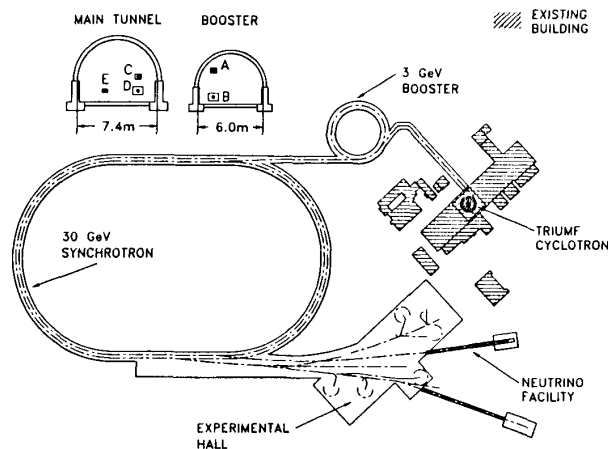 MAIN TUNNEL
BOOSTER
EXISTING
BUILDING
A
C
E
D
B
7.4m
6.0m
3 GeV
BOOSTER
TRIUMF
CYCLOTRON
30 GeV
SYNCHROTRON
NEUTRINO
FACILITY
EXPERIMENTAL
HALL